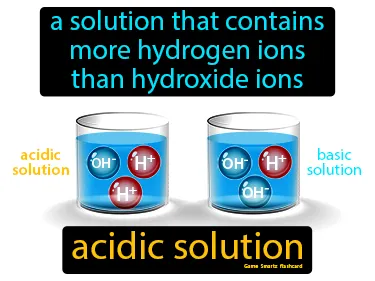 a solution that contains
more hydrogen ions
than hydroxide ions
acidic
solution
OH⁻
H⁺
H⁺
OH⁻
H⁺
OH⁻
basic
solution
acidic solution
Game Smartz flashcard